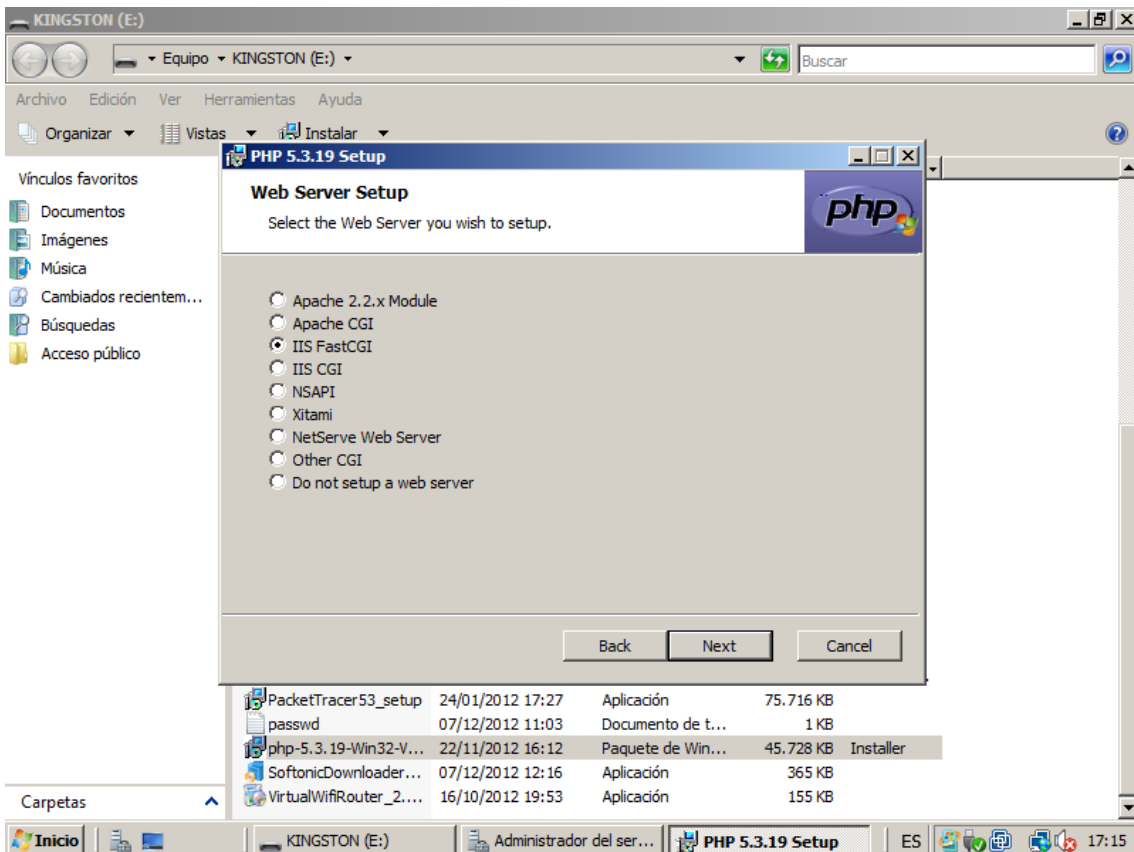 KINGSTON (E:)
Equipo KINGSTON (E:)
Buscar
Archivo Edición Ver Herramientas Ayuda
Organizar Vistas Instalar
Vínculos favoritos
Documentos
Imágenes
Música
Cambiados recientem...
Búsquedas
Acceso público
PHP 5.3.19 Setup
Web Server Setup
Select the Web Server you wish to setup.
php
Apache 2.2.x Module
Apache CGI
IIS FastCGI
IIS CGI
NSAPI
Xitami
NetServe Web Server
Other CGI
Do not setup a web server
Back Next Cancel
PacketTracer53_setup 24/01/2012 17:27 Aplicación 75.716 KB
passwd 07/12/2012 11:03 Documento de t... 1 KB
php-5.3.19-Win32-V... 22/11/2012 16:12 Paquete de Win... 45.728 KB Installer
SoftonicDownloader... 07/12/2012 12:16 Aplicación 365 KB
VirtualWifiRouter_2.... 16/10/2012 19:53 Aplicación 155 KB
Carpetas
Inicio KINGSTON (E:) Administrador del ser... PHP 5.3.19 Setup ES 17:15